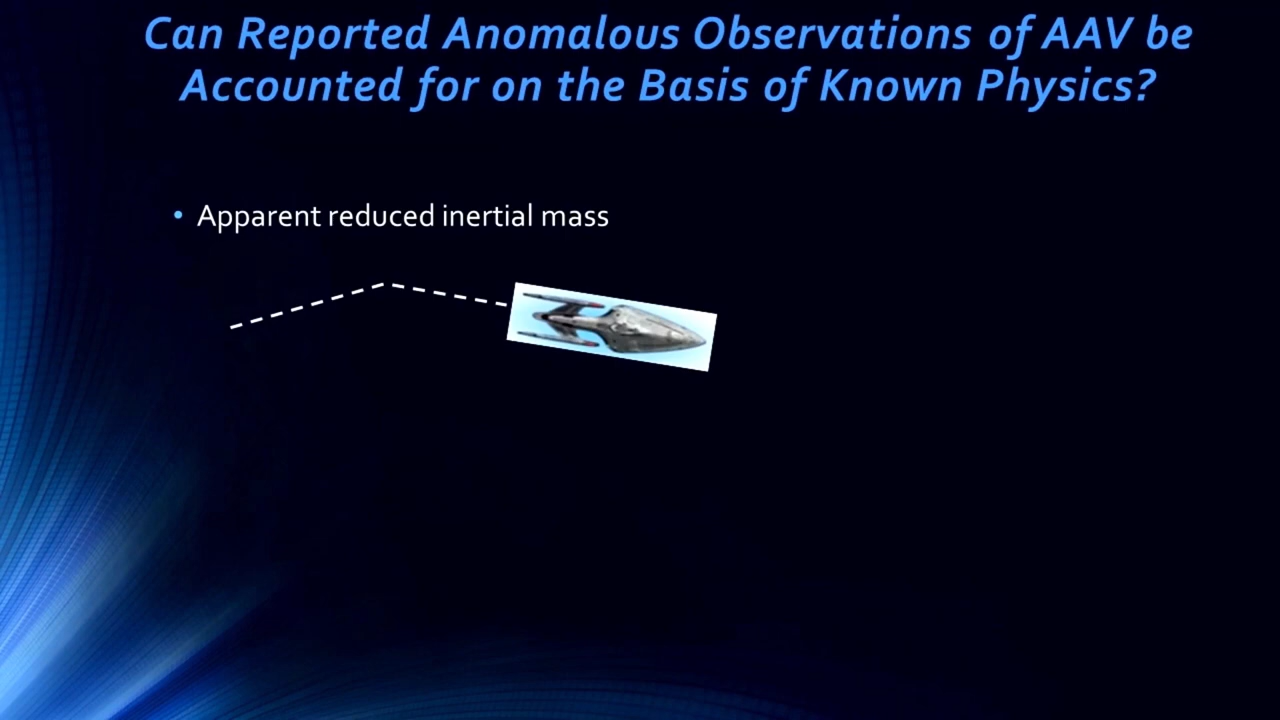 Can Reported Anomalous Observations of AAV be
Accounted for on the Basis of Known Physics?
• Apparent reduced inertial mass